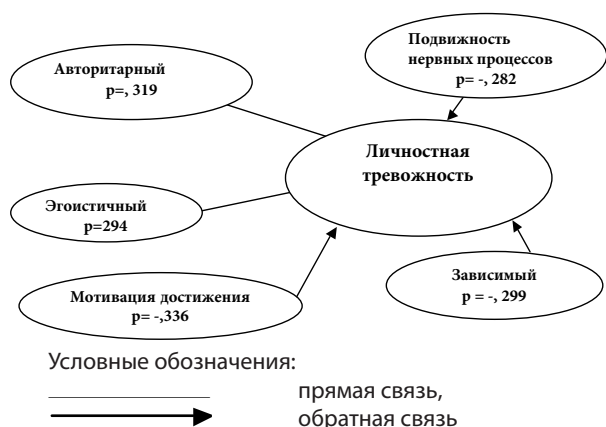 Авторитарный
p=, 319
Подвижность
нервных процессов
p= -, 282
Личностная
тревожность
Эгоистичный
p=294
Мотивация достижения
p= -,336
Зависимый
p = -, 299
Условные обозначения:
прямая связь,
обратная связь